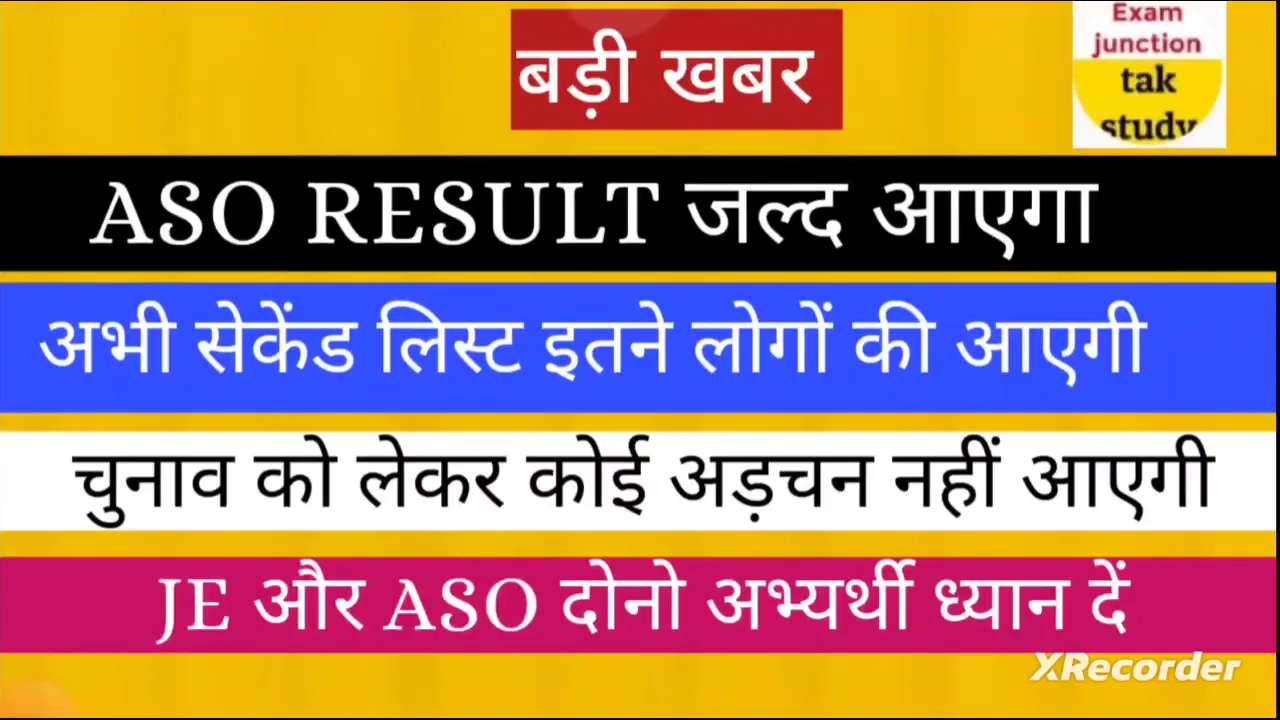 बड़ी खबर
Exam
junction
tak
study
ASO RESULT जल्द आएगा
अभी सेकेंड लिस्ट इतने लोगों की आएगी
चुनाव को लेकर कोई अड़चन नहीं आएगी
JE और ASO दोनो अभ्यर्थी ध्यान दें
XRecorder